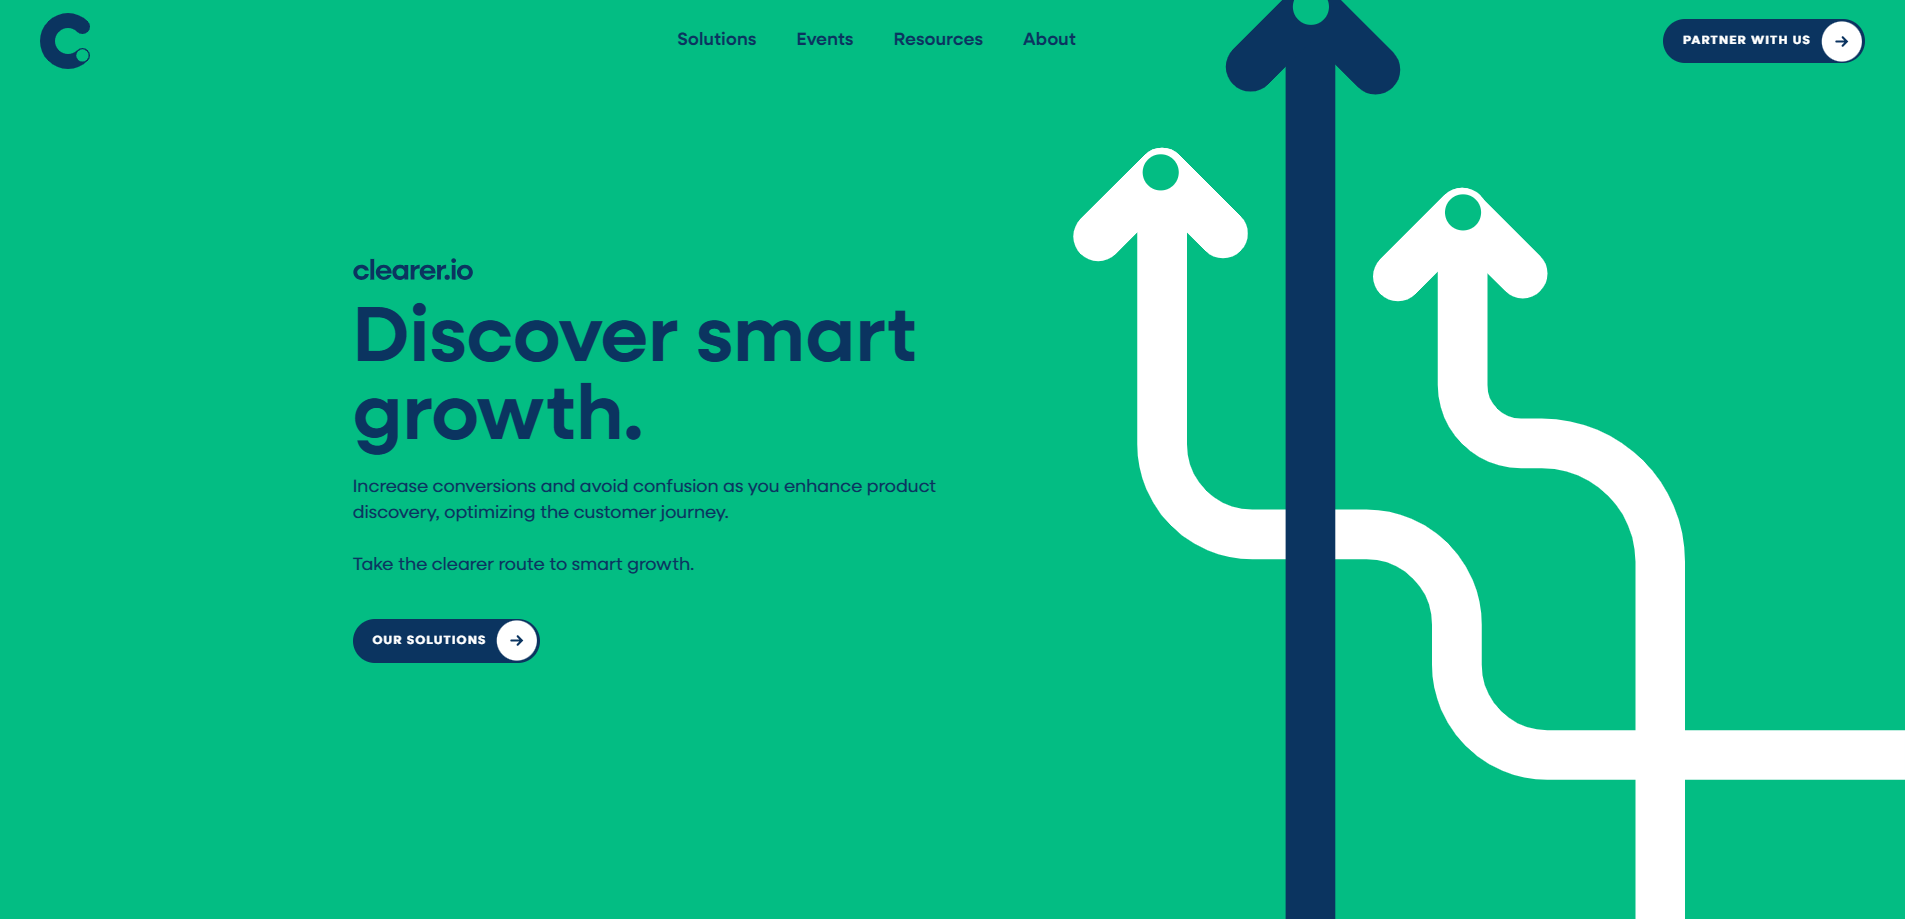 Solutions
Events
Resources
About
PARTNER WITH US
clearer.io
Discover smart
growth.
Increase conversions and avoid confusion as you enhance product
discovery, optimizing the customer journey.
Take the clearer route to smart growth.
OUR SOLUTIONS